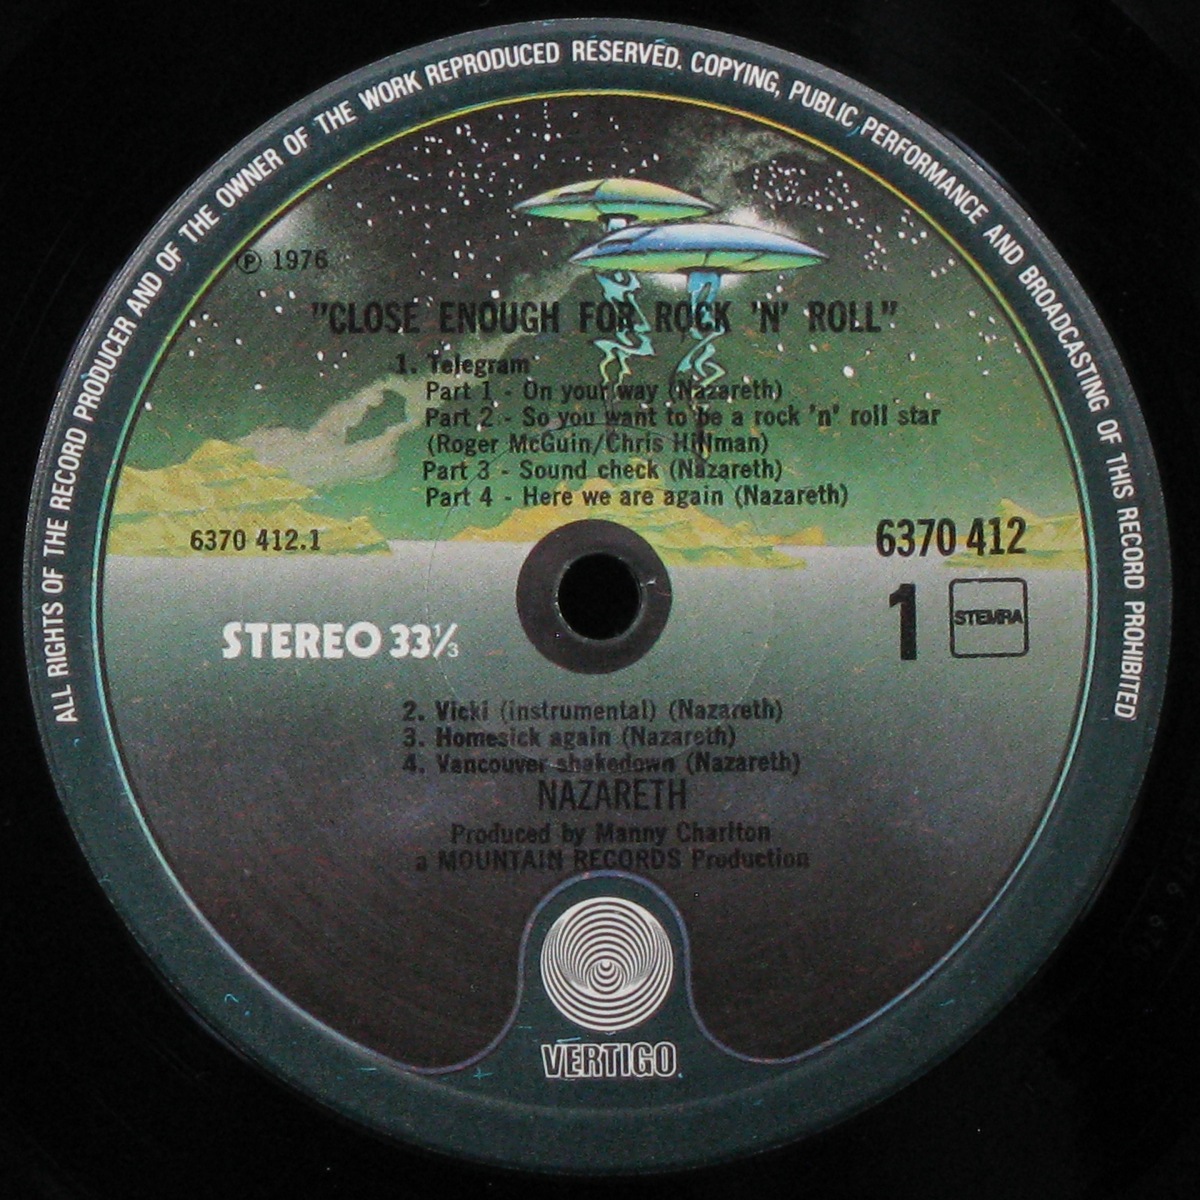 ALL RIGHTS OF THE RECORD PRODUCER AND OF THE OWNER OF THE WORK REPRODUCED RESERVED. COPYING, PUBLIC PERFORMANCE AND BROADCASTING OF THIS RECORD PROHIBITED
Ⓟ 1976
"CLOSE ENOUGH FOR ROCK 'N' ROLL"
1. Telegram
Part 1 - On your way (Nazareth)
Part 2 - So you want to be a rock 'n' roll star
(Roger McGuin/Chris Hillman)
Part 3 - Sound check (Nazareth)
Part 4 - Here we are again (Nazareth)
6370 412.1
6370 412
1
STEMRA
STEREO 33⅓
2. Vicki (instrumental) (Nazareth)
3. Homesick again (Nazareth)
4. Vancouver shakedown (Nazareth)
NAZARETH
Produced by Manny Charlton
a MOUNTAIN RECORDS Production
VERTIGO